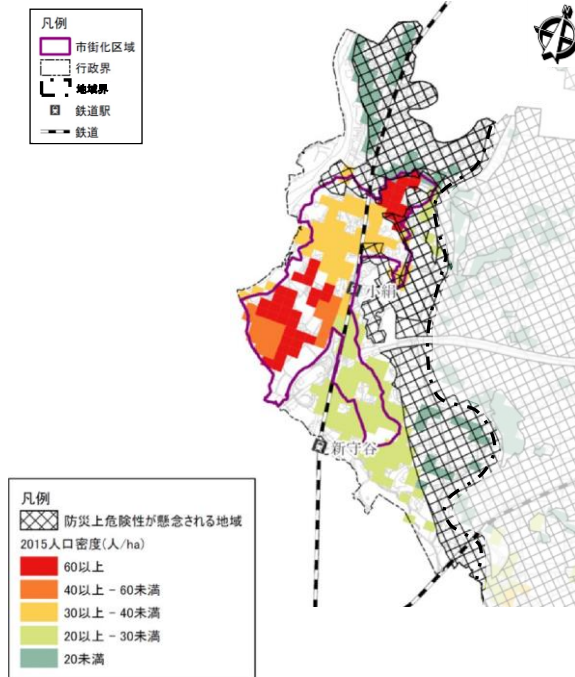 凡例
市街化区域
行政界
地域界
鉄道駅
鉄道
小絹
新守谷
凡例
防災上危険性が懸念される地域
2015人口密度(人/ha)
60以上
40以上 - 60未満
30以上 - 40未満
20以上 - 30未満
20未満